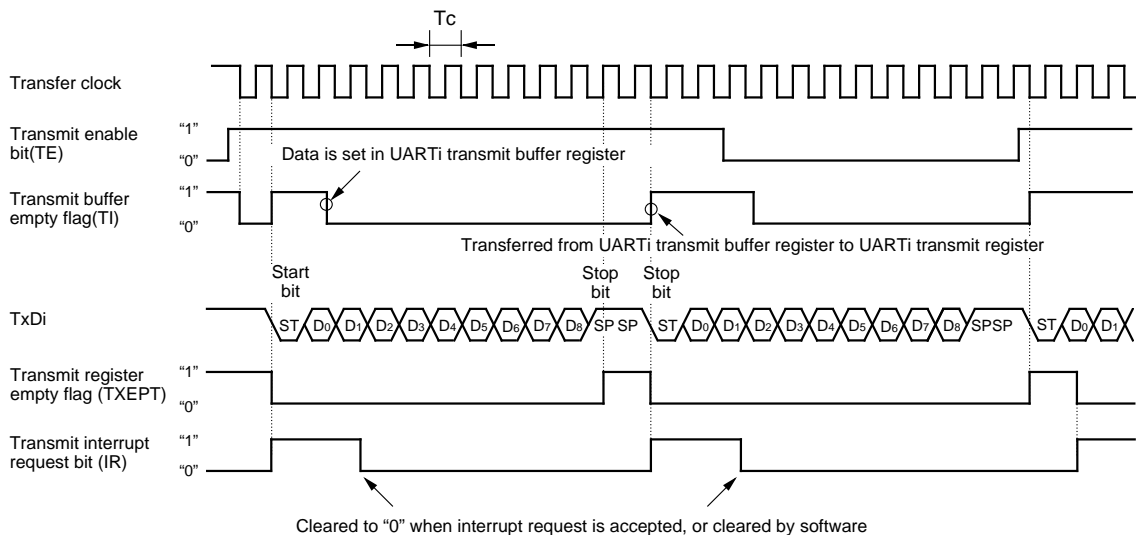 Tc
Transfer clock
Transmit enable
bit(TE)
“1”
“0”
Data is set in UARTi transmit buffer register
Transmit buffer
empty flag(TI)
“1”
“0”
Transferred from UARTi transmit buffer register to UARTi transmit register
Start
bit
Stop
bit
Stop
bit
TxDi
ST D0 D1 D2 D3 D4 D5 D6 D7 D8 SP SP ST D0 D1 D2 D3 D4 D5 D6 D7 D8 SPSP ST D0 D1
Transmit register
empty flag (TXEPT)
“1”
“0”
Transmit interrupt
request bit (IR)
“1”
“0”
Cleared to “0” when interrupt request is accepted, or cleared by software